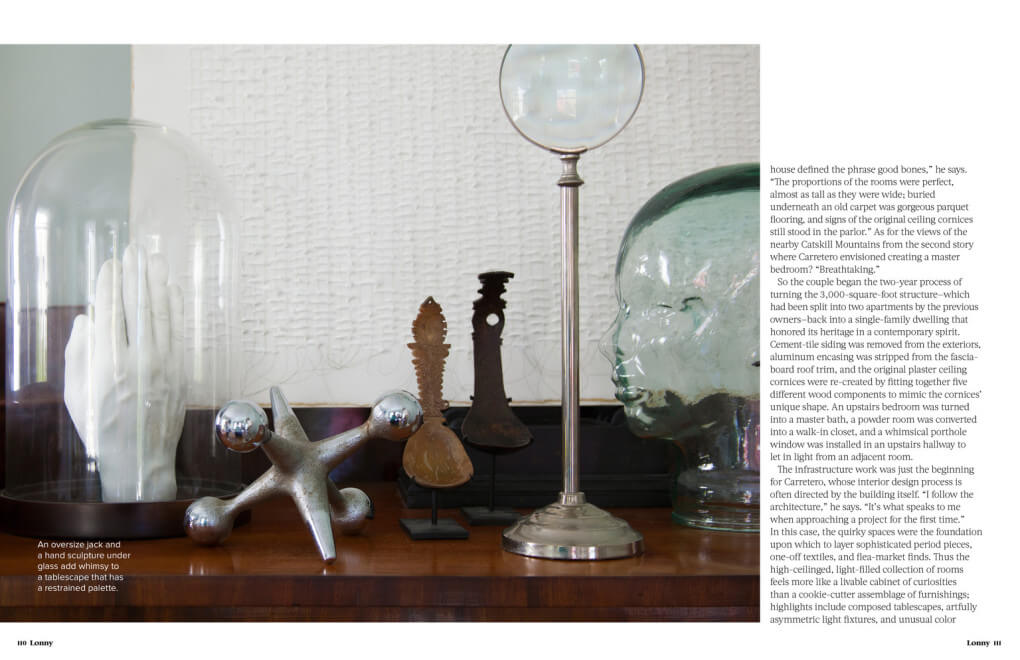 An oversize jack and
a hand sculpture under
glass add whimsy to
a tablescape that has
a restrained palette.
110 Lonny
house defined the phrase good bones,” he says.
“The proportions of the rooms were perfect,
almost as tall as they were wide; buried
underneath an old carpet was gorgeous parquet
flooring, and signs of the original ceiling cornices
still stood in the parlor.” As for the views of the
nearby Catskill Mountains from the second story
where Carretero envisioned creating a master
bedroom? “Breathtaking.”
So the couple began the two-year process of
turning the 3,000-square-foot structure—which
had been split into two apartments by the previous
owners—back into a single-family dwelling that
honored its heritage in a contemporary spirit.
Cement-tile siding was removed from the exteriors,
aluminum encasing was stripped from the fascia-
board roof trim, and the original plaster ceiling
cornices were re-created by fitting together five
different wood components to mimic the cornices’
unique shape. An upstairs bedroom was turned
into a master bath, a powder room was converted
into a walk-in closet, and a whimsical porthole
window was installed in an upstairs hallway to
let in light from an adjacent room.
The infrastructure work was just the beginning
for Carretero, whose interior design process is
often directed by the building itself. “I follow the
architecture,” he says. “It’s what speaks to me
when approaching a project for the first time.”
In this case, the quirky spaces were the foundation
upon which to layer sophisticated period pieces,
one-off textiles, and flea-market finds. Thus the
high-ceilinged, light-filled collection of rooms
feels more like a livable cabinet of curiosities
than a cookie-cutter assemblage of furnishings;
highlights include composed tablescapes, artfully
asymmetric light fixtures, and unusual color
Lonny 111